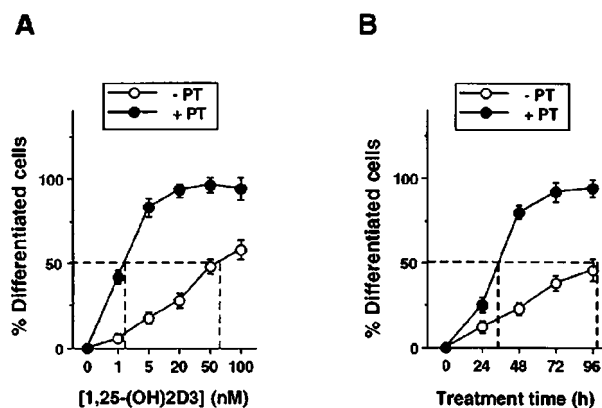 A
- PT
+ PT
% Differentiated cells
100
50
0
0 1 5 20 50 100
[1,25-(OH)2D3] (nM)
B
- PT
+ PT
% Differentiated cells
100
50
0
0 24 48 72 96
Treatment time (h)